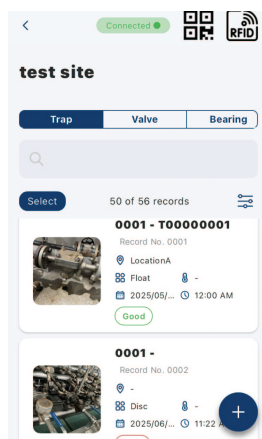 Connected
RFID
test site
Trap Valve Bearing
Select 50 of 56 records
0001 - T00000001
Record No. 0001
LocationA
Float -
2025/05/... 12:00 AM
Good
0001 -
Record No. 0002
-
Disc -
2025/06/... 11:22 A